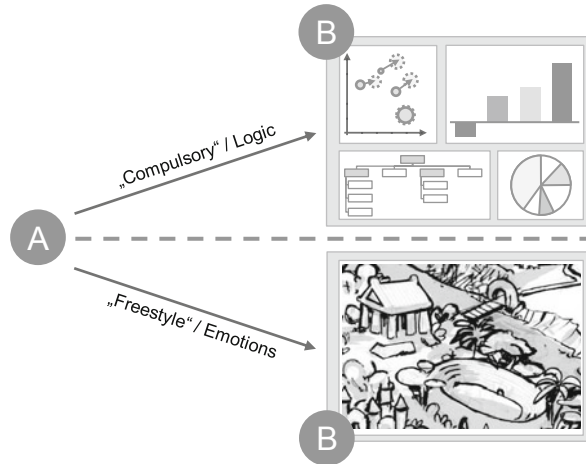 B
„Compulsory“ / Logic
A
„Freestyle“ / Emotions
B